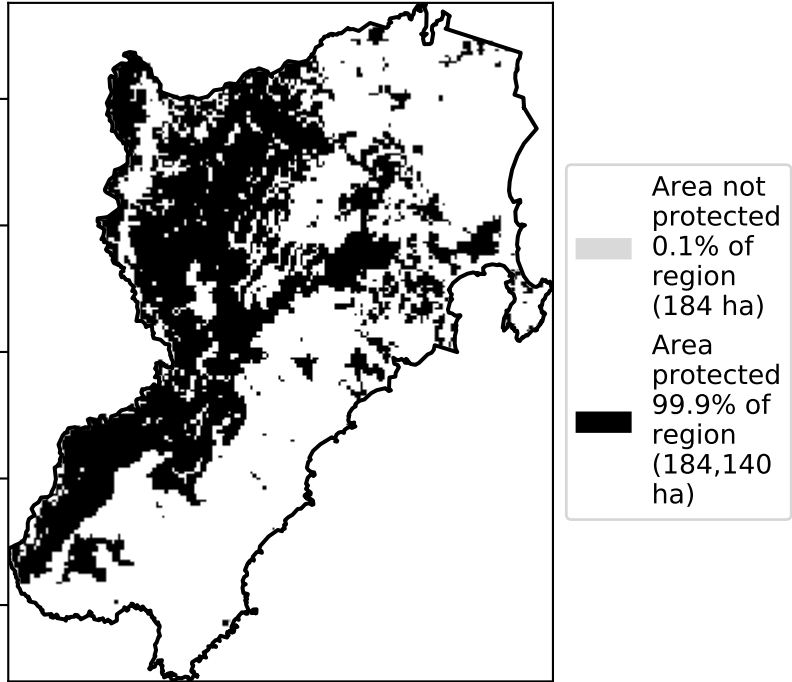 Area not
protected
0.1% of
region
(184 ha)
Area
protected
99.9% of
region
(184,140
ha)